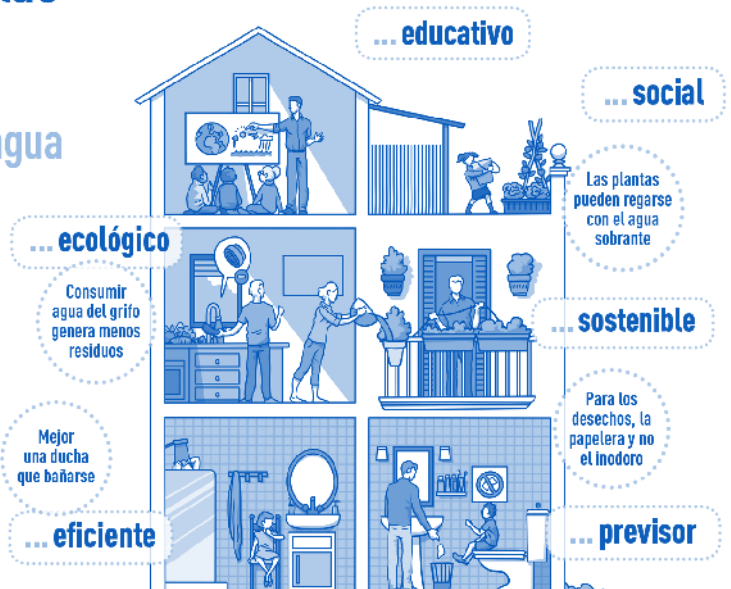 ... educativo
... social
agua
Las plantas
pueden regarse
con el agua
sobrante
... ecológico
Consumir
agua del grifo
genera menos
residuos
... sostenible
Para los
desechos, la
papelera y no
el inodoro
Mejor
una ducha
que bañarse
... eficiente
... previsor